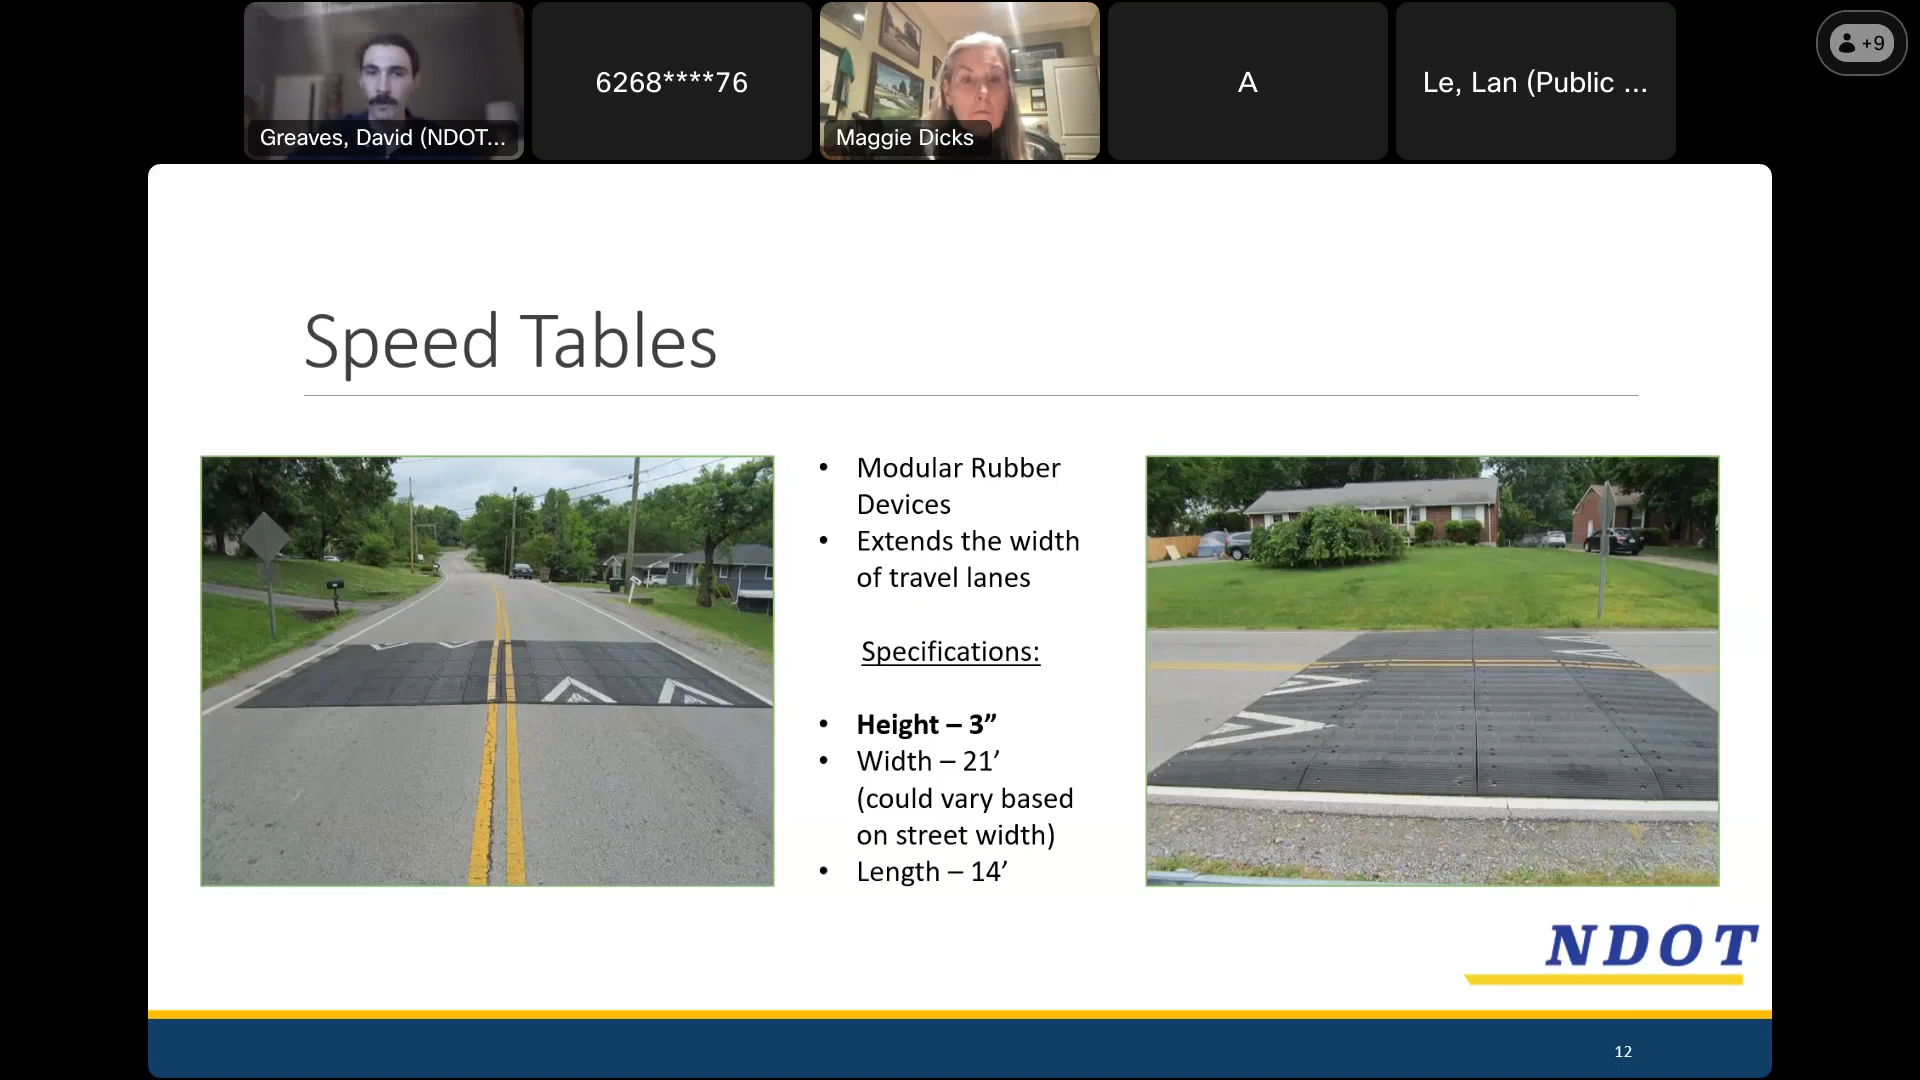 6268****76
A
Le, Lan (Public ...
+9
Greaves, David (NDOT...
Maggie Dicks
Speed Tables
• Modular Rubber
Devices
• Extends the width
of travel lanes
Specifications:
• Height – 3”
• Width – 21’
(could vary based
on street width)
• Length – 14’
NDOT
12